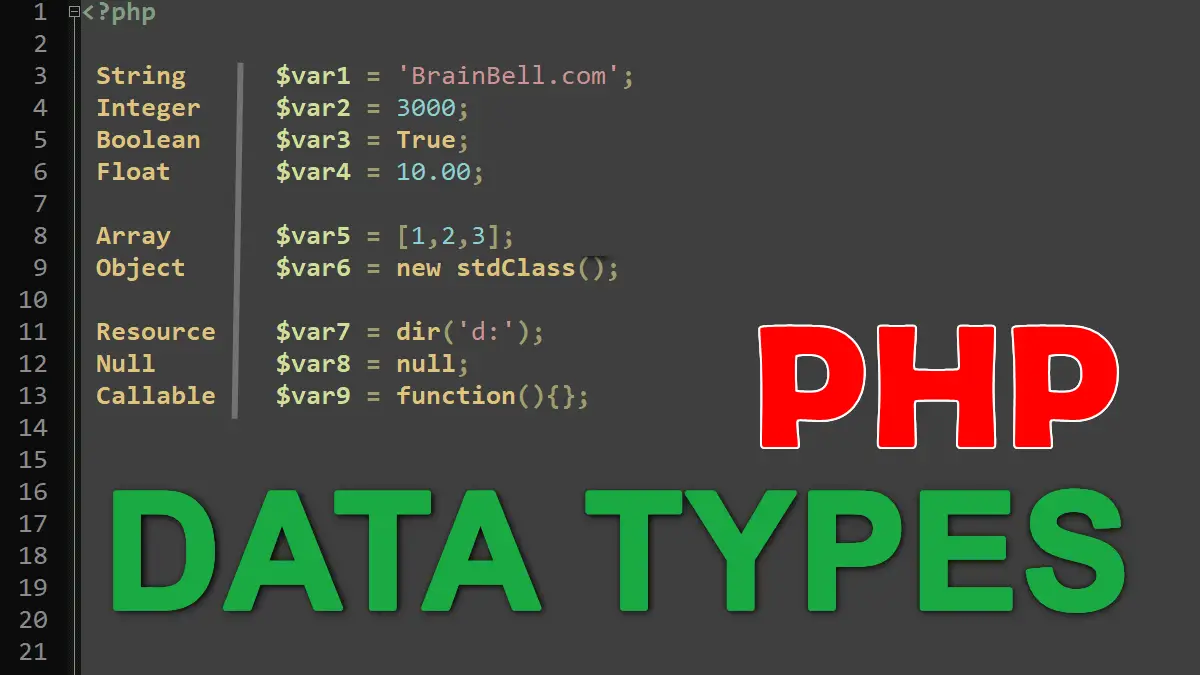 1 <?php
2
3 String $var1 = 'BrainBell.com';
4 Integer $var2 = 3000;
5 Boolean $var3 = True;
6 Float $var4 = 10.00;
7
8 Array $var5 = [1,2,3];
9 Object $var6 = new stdClass();
10
11 Resource $var7 = dir('d:');
12 Null $var8 = null;
13 Callable $var9 = function(){};
14
15
16
17
18
19
20
21
PHP
DATA TYPES